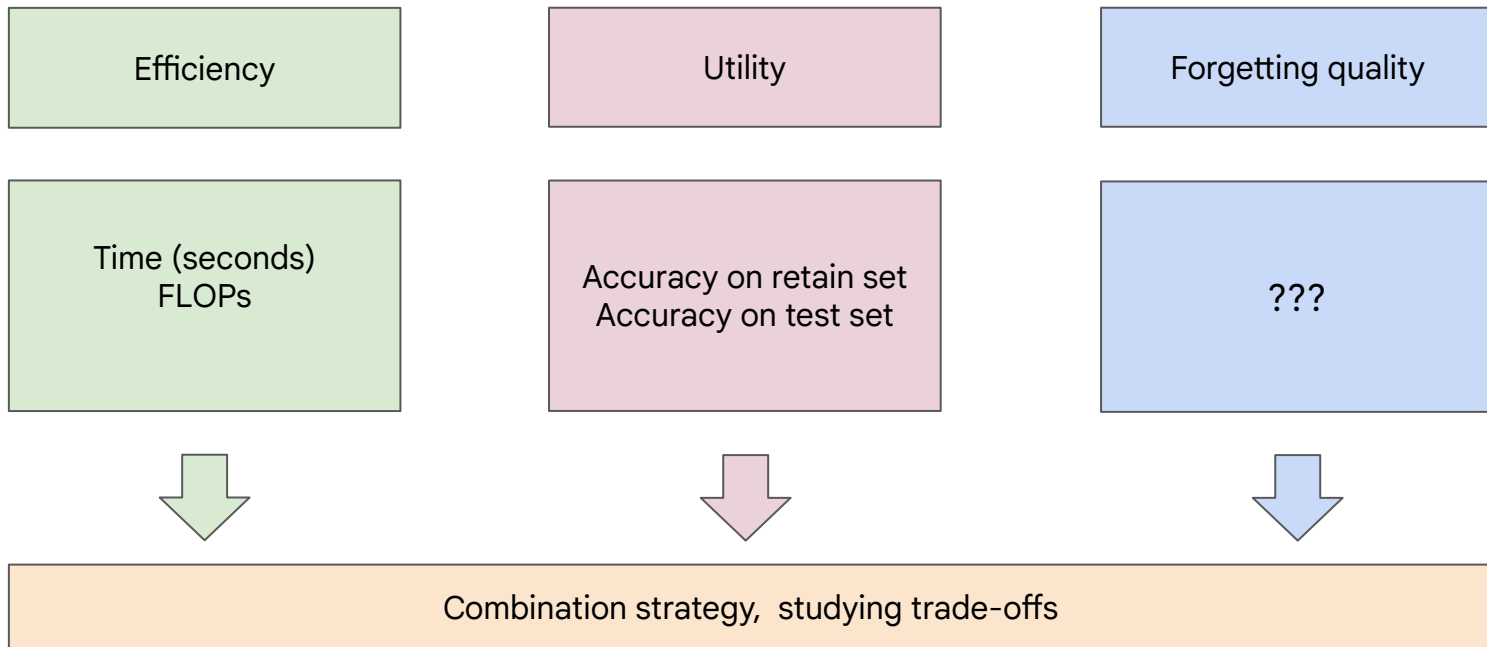 Efficiency
Utility
Forgetting quality
Time (seconds)
FLOPs
Accuracy on retain set
Accuracy on test set
???
Combination strategy, studying trade-offs